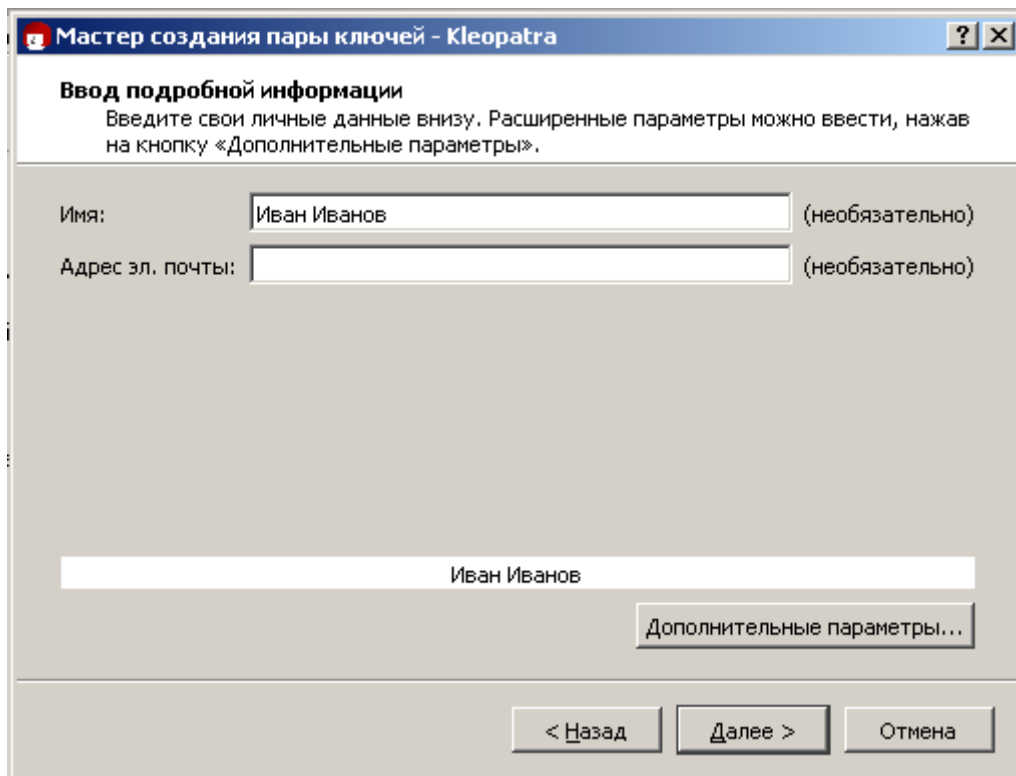 Мастер создания пары ключей - Kleopatra
Ввод подробной информации
Введите свои личные данные внизу. Расширенные параметры можно ввести, нажав
на кнопку «Дополнительные параметры».
Имя: Иван Иванов (необязательно)
Адрес эл. почты: (необязательно)
Иван Иванов
Дополнительные параметры...
< Назад Далее > Отмена